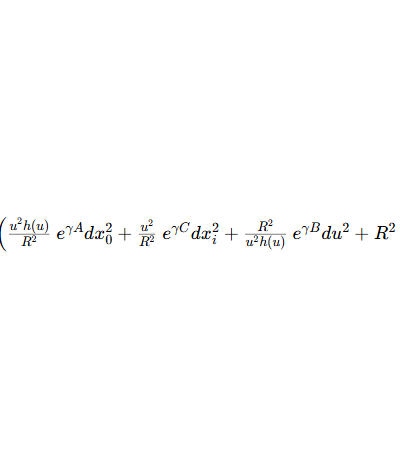 \left( \frac{u^2 h(u)}{R^2} \, e^{\gamma A} dx_0^2 + \frac{u^2}{R^2} \, e^{\gamma C} dx_i^2 + \frac{R^2}{u^2 h(u)} \, e^{\gamma B} du^2 + R^2